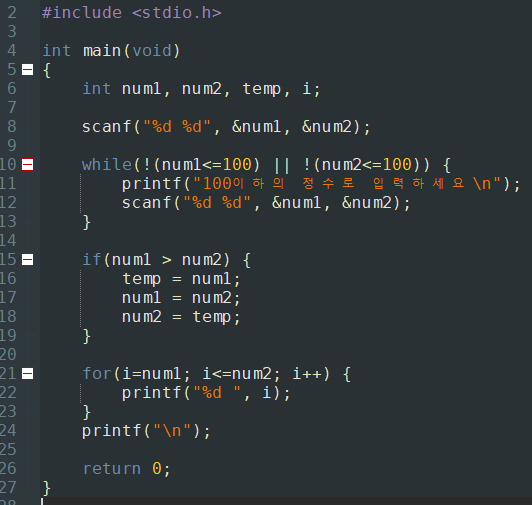 2 #include <stdio.h>
3
4 int main(void)
5 {
6     int num1, num2, temp, i;
7
8     scanf("%d %d", &num1, &num2);
9
10     while(!(num1<=100) || !(num2<=100)) {
11         printf("100이하의 정수로 입력하세요\n");
12         scanf("%d %d", &num1, &num2);
13     }
14
15     if(num1 > num2) {
16         temp = num1;
17         num1 = num2;
18         num2 = temp;
19     }
20
21     for(i=num1; i<=num2; i++) {
22         printf("%d ", i);
23     }
24     printf("\n");
25
26     return 0;
27 }
28